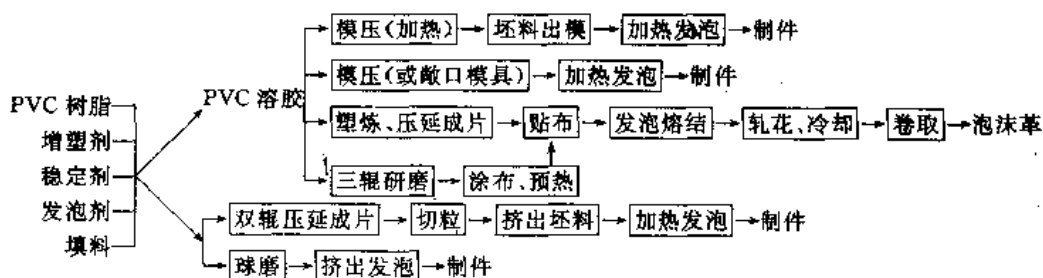 模压(加热) 坯料出模 加热发泡 制件
模压(或敞口模具) 加热发泡 制件
PVC 树脂 PVC 溶胶
塑炼、压延成片 贴布 发泡熔结 轧花、冷却 卷取 泡沫革
增塑剂
稳定剂 三辊研磨 涂布、预热
发泡剂 双辊压延成片 切粒 挤出坯料 加热发泡 制件
填料
球磨 挤出发泡 制件